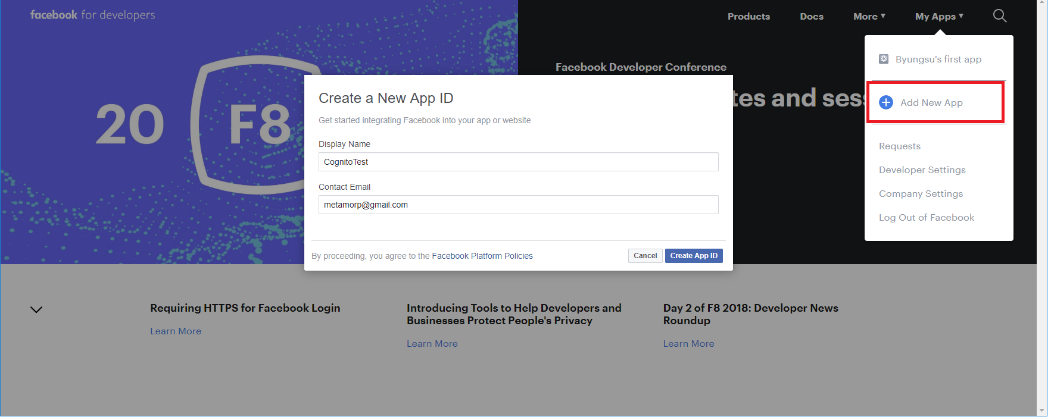 facebook for developers
Products
Docs
More ▾
My Apps ▾
Byungsu's first app
Add New App
Requests
Developer Settings
Company Settings
Log Out of Facebook
20
F8
Facebook Developer Conference
and
Create a New App ID
Get started integrating Facebook into your app or website
Display Name
CognitoTest
Contact Email
metamorp@gmail.com
By proceeding, you agree to the Facebook Platform Policies
Cancel
Create App ID
Requiring HTTPS for Facebook Login
Learn More
Introducing Tools to Help Developers and
Businesses Protect People's Privacy
Learn More
Day 2 of F8 2018: Developer News
Roundup
Learn More